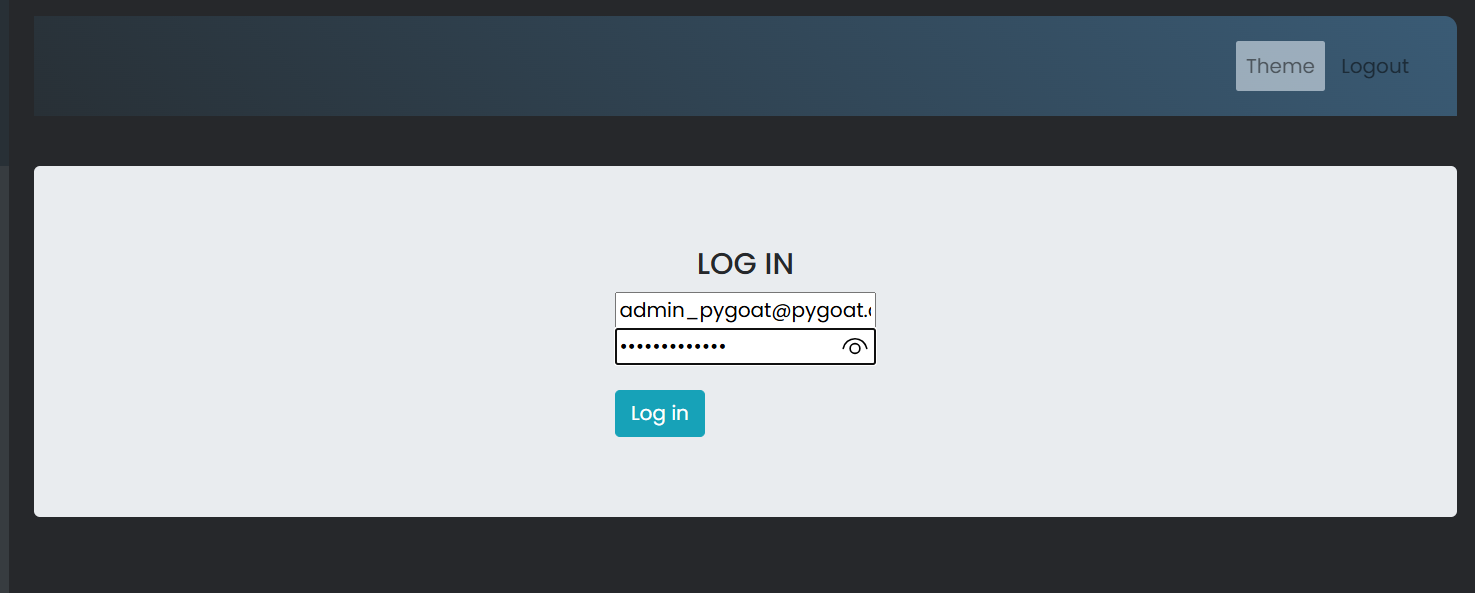 Theme Logout
LOG IN
admin_pygoat@pygoat.
•••••••••••••
Log in